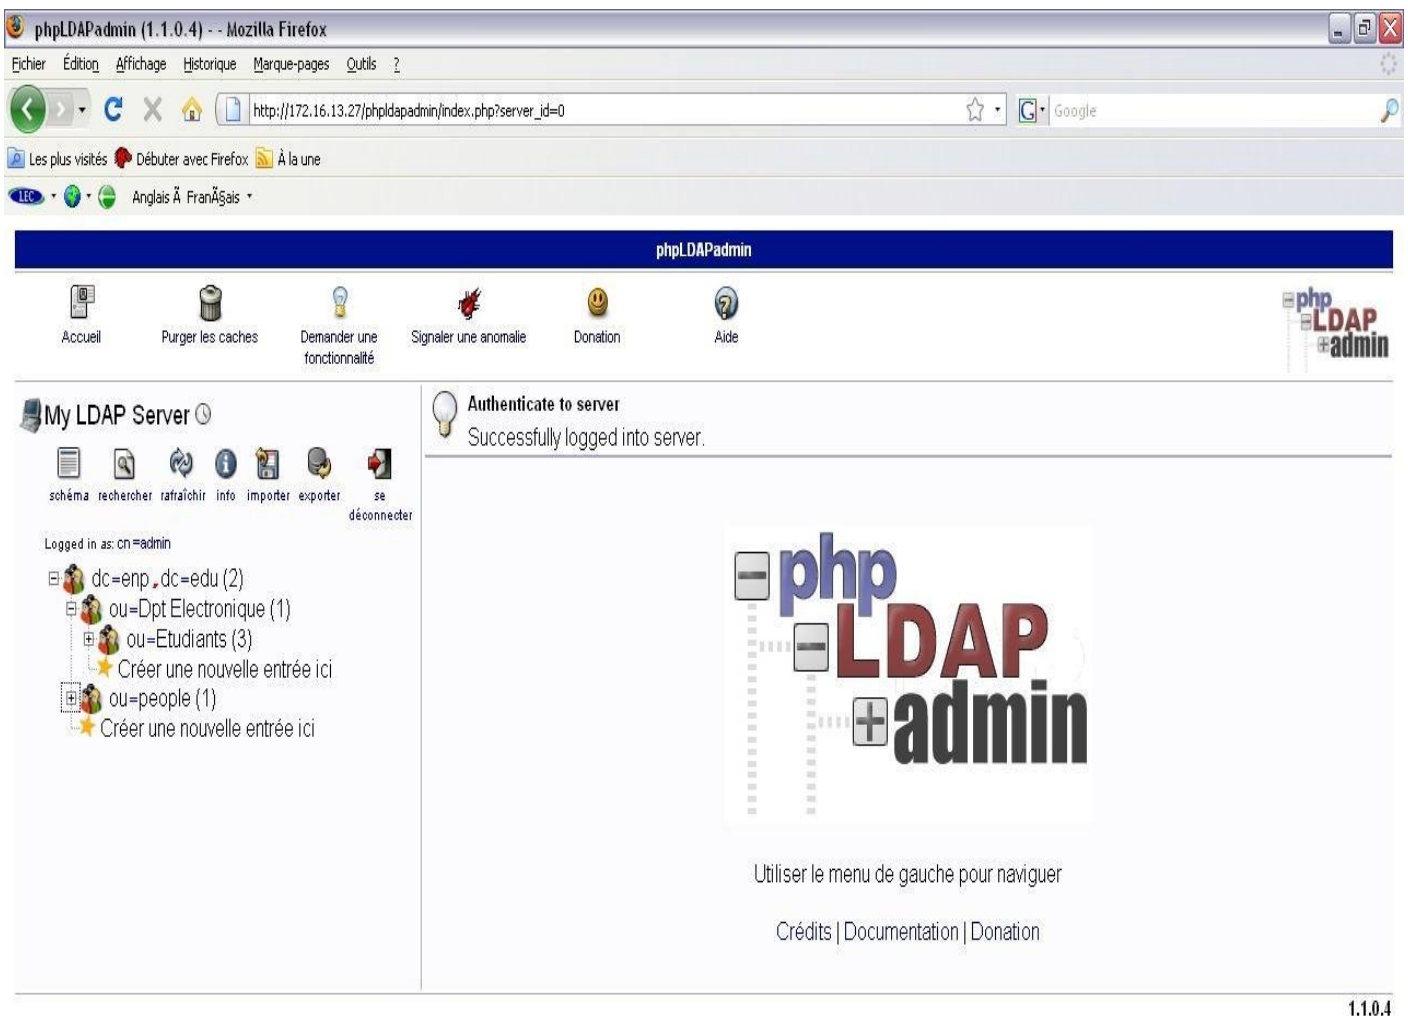 phpLDAPadmin (1.1.0.4) - - Mozilla Firefox
Fichier Édition Affichage Historique Marque-pages Outils ?
http://172.16.13.27/phpldapadmin/index.php?server_id=0
G Google
Les plus visités Débuter avec Firefox À la une
LEC Anglais Ã FranÃ§ais
phpLDAPadmin
Accueil
Purger les caches
Demander une
fonctionnalité
Signaler une anomalie
Donation
Aide
php
LDAP
admin
My LDAP Server
schéma rechercher rafraîchir info importer exporter se
déconnecter
Logged in as: cn=admin
dc=enp,dc=edu (2)
ou=Dpt Electronique (1)
ou=Etudiants (3)
Créer une nouvelle entrée ici
ou=people (1)
Créer une nouvelle entrée ici
Authenticate to server
Successfully logged into server.
php
LDAP
admin
Utiliser le menu de gauche pour naviguer
Crédits | Documentation | Donation
1.1.0.4